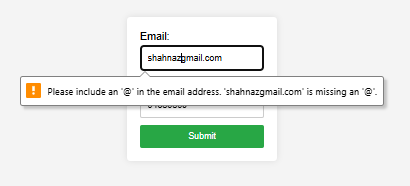 Email:
shahnazgmail.com
Please include an '@' in the email address. 'shahnazgmail.com' is missing an '@'.
Submit